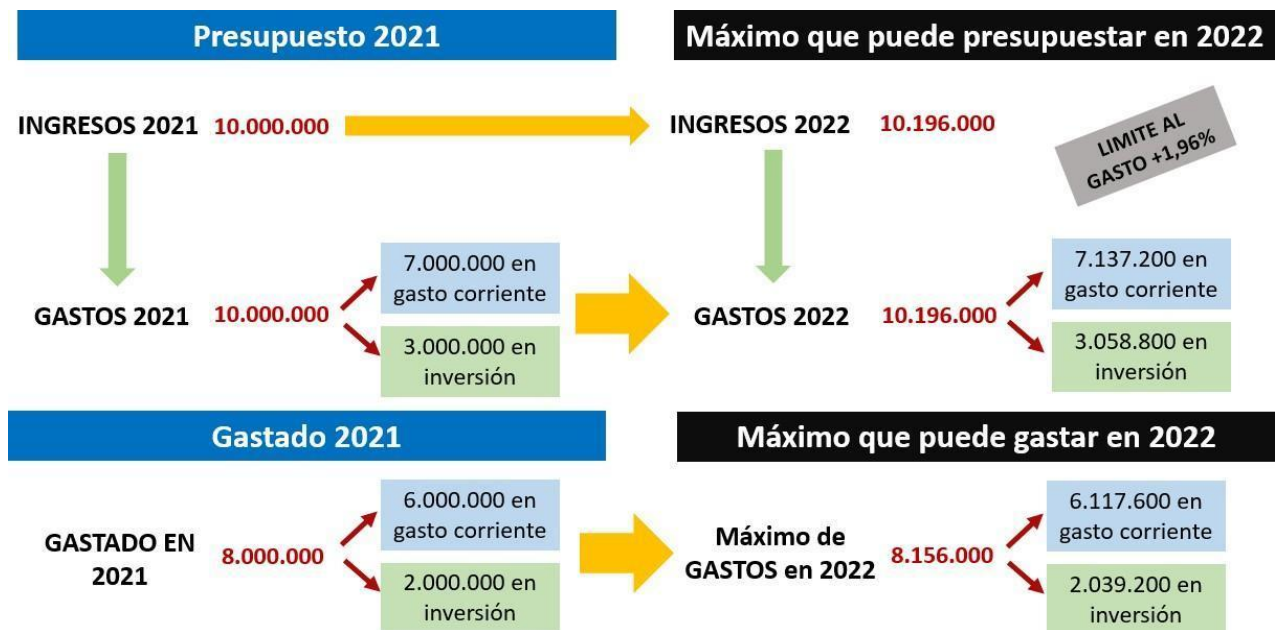 Presupuesto 2021
Máximo que puede presupuestar en 2022
INGRESOS 2021 10.000.000
INGRESOS 2022 10.196.000
LIMITE AL
GASTO +1,96%
GASTOS 2021 10.000.000
7.000.000 en
gasto corriente
3.000.000 en
inversión
GASTOS 2022 10.196.000
7.137.200 en
gasto corriente
3.058.800 en
inversión
Gastado 2021
Máximo que puede gastar en 2022
GASTADO EN
2021
8.000.000
6.000.000 en
gasto corriente
2.000.000 en
inversión
Máximo de
GASTOS en 2022
8.156.000
6.117.600 en
gasto corriente
2.039.200 en
inversión